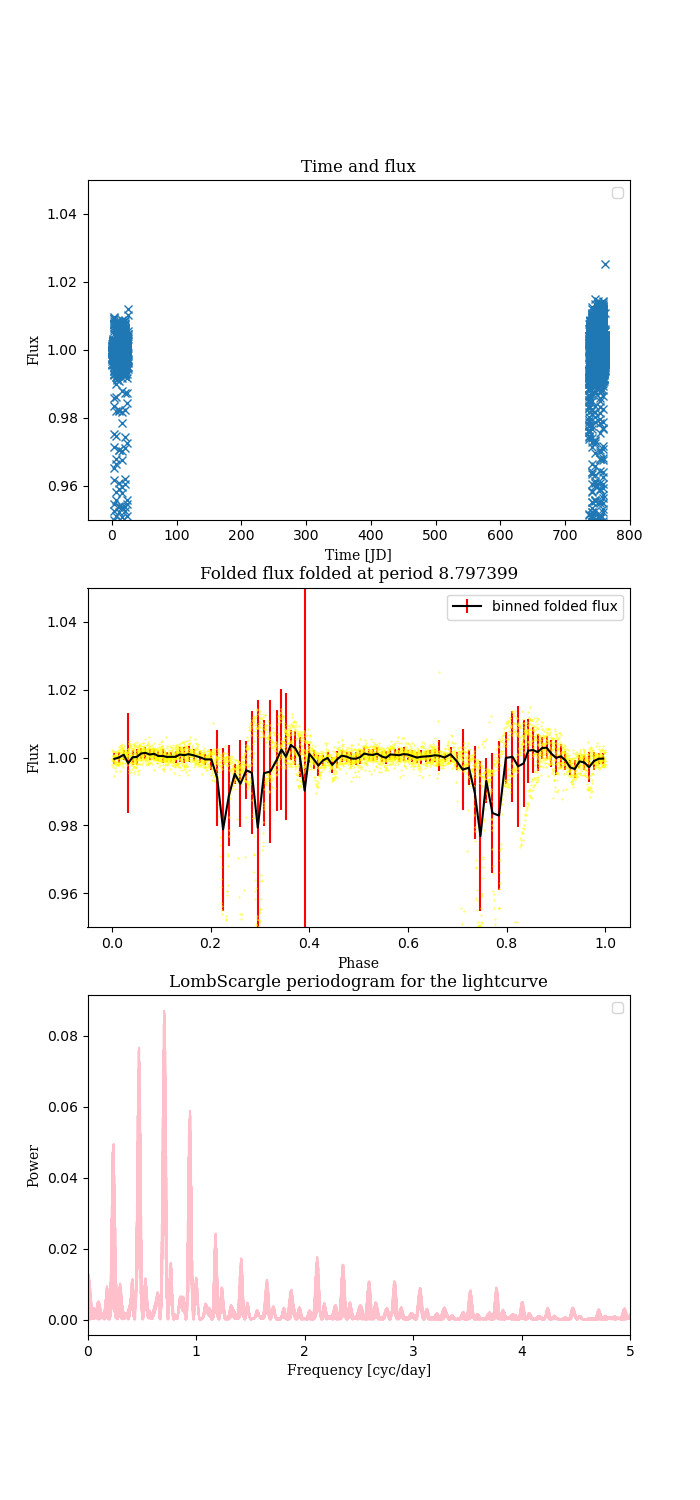 Time and flux
1.04
1.02
1.00
0.98
0.96
Flux
0 100 200 300 400 500 600 700 800
Time [JD]
Folded flux folded at period 8.797399
binned folded flux
1.04
1.02
1.00
0.98
0.96
Flux
0.0 0.2 0.4 0.6 0.8 1.0
Phase
LombScargle periodogram for the lightcurve
0.08
0.06
0.04
0.02
0.00
Power
0 1 2 3 4 5
Frequency [cyc/day]